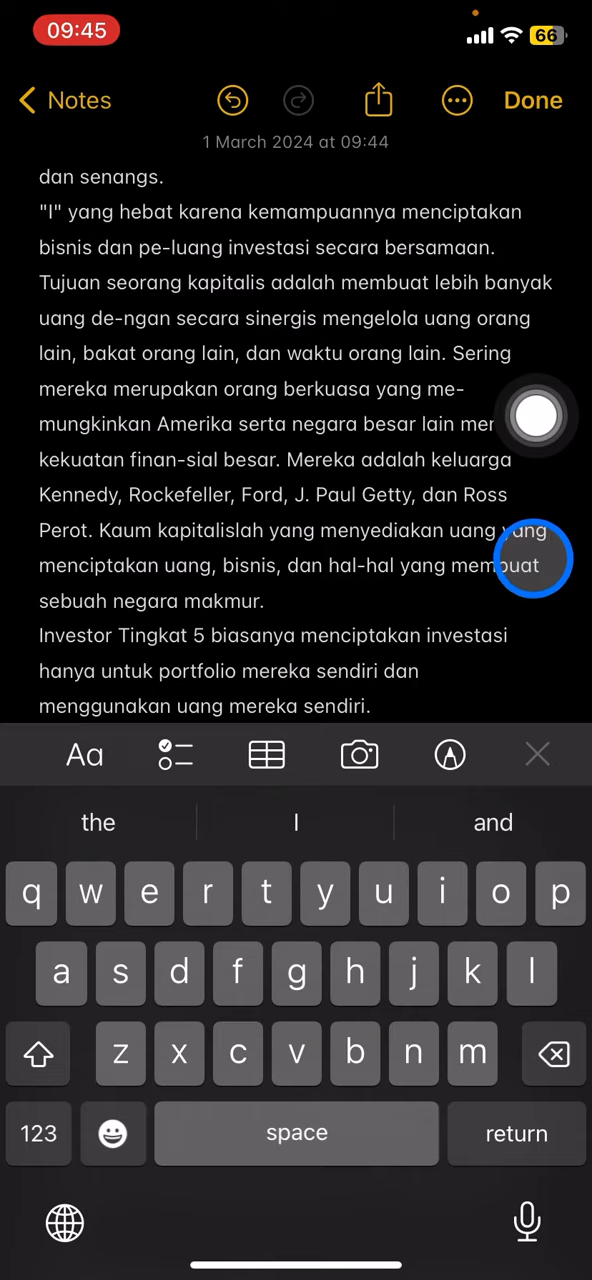 09:45
66
Notes
Done
1 March 2024 at 09:44
dan senangs.
"I" yang hebat karena kemampuannya menciptakan
bisnis dan pe-luang investasi secara bersamaan.
Tujuan seorang kapitalis adalah membuat lebih banyak
uang de-ngan secara sinergis mengelola uang orang
lain, bakat orang lain, dan waktu orang lain. Sering
mereka merupakan orang berkuasa yang me-
mungkinkan Amerika serta negara besar lain
kekuatan finan-sial besar. Mereka adalah keluarga
Kennedy, Rockefeller, Ford, J. Paul Getty, dan Ross
Perot. Kaum kapitalislah yang menyediakan uang yang
menciptakan uang, bisnis, dan hal-hal yang membuat
sebuah negara makmur.
Investor Tingkat 5 biasanya menciptakan investasi
hanya untuk portfolio mereka sendiri dan
menggunakan uang mereka sendiri.
Aa
the I and
q w e r t y u i o p
a s d f g h j k l
z x c v b n m
123 space return